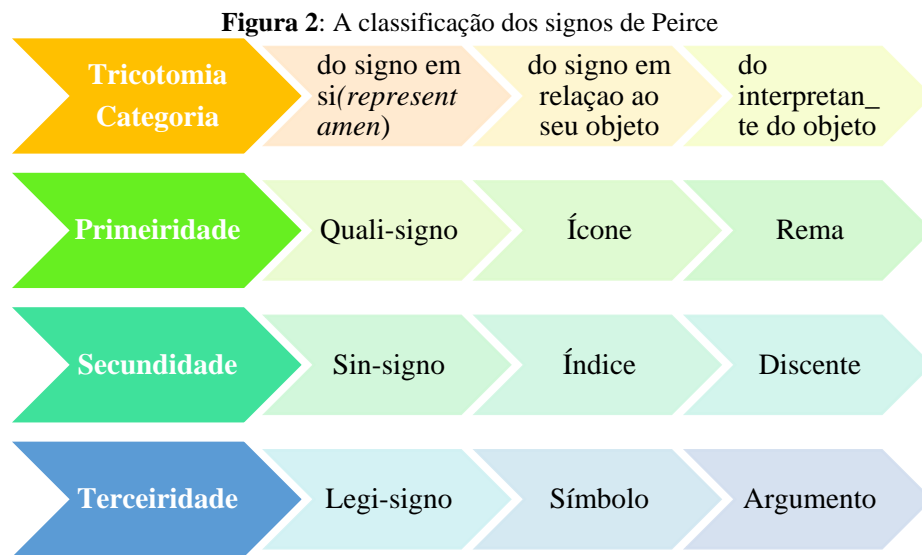 Figura 2: A classificação dos signos de Peirce
Tricotomia
Categoria
do signo em
si(represent
amen)
do signo em
relaçao ao
seu objeto
do
interpretan_
te do objeto
Primeiridade
Quali-signo
Ícone
Rema
Secundidade
Sin-signo
Índice
Discente
Terceiridade
Legi-signo
Símbolo
Argumento